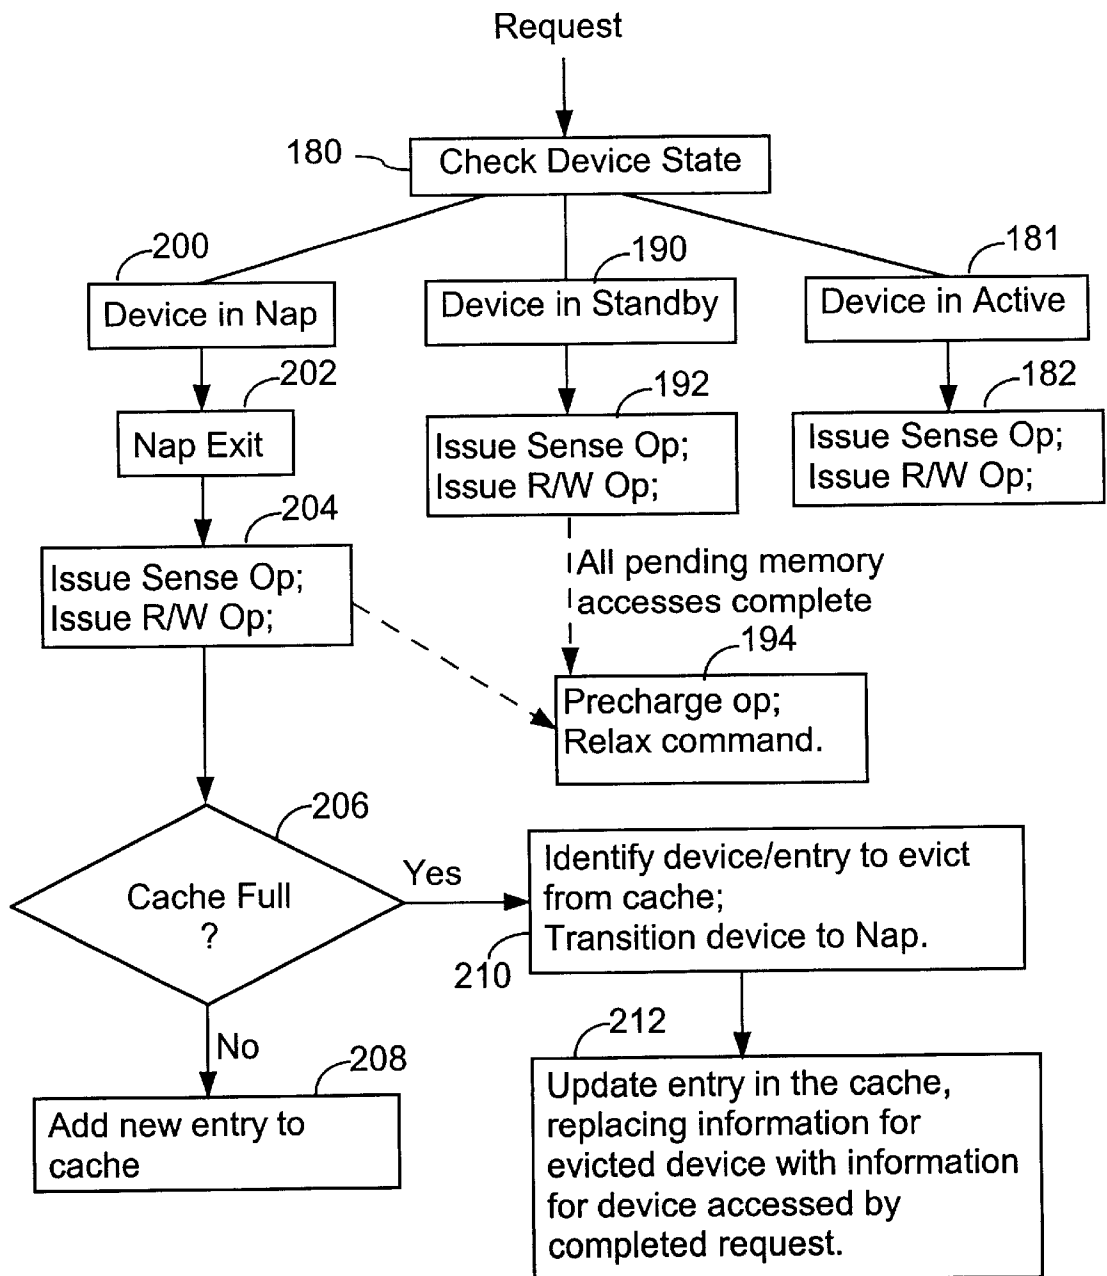 Request
180
Check Device State
200
190
181
Device in Nap
Device in Standby
Device in Active
202
192
182
Nap Exit
Issue Sense Op;
Issue R/W Op;
Issue Sense Op;
Issue R/W Op;
204
Issue Sense Op;
Issue R/W Op;
All pending memory
accesses complete
194
Precharge op;
Relax command.
206
Cache Full
?
Yes
Identify device/entry to evict
from cache;
Transition device to Nap.
210
No
208
Add new entry to
cache
212
Update entry in the cache,
replacing information for
evicted device with information
for device accessed by
completed request.